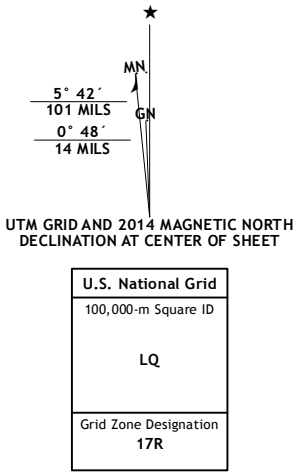 ★
MN.
5° 42´
101 MILS
GN
0° 48´
14 MILS
UTM GRID AND 2014 MAGNETIC NORTH
DECLINATION AT CENTER OF SHEET
U.S. National Grid
100,000-m Square ID
LQ
Grid Zone Designation
17R